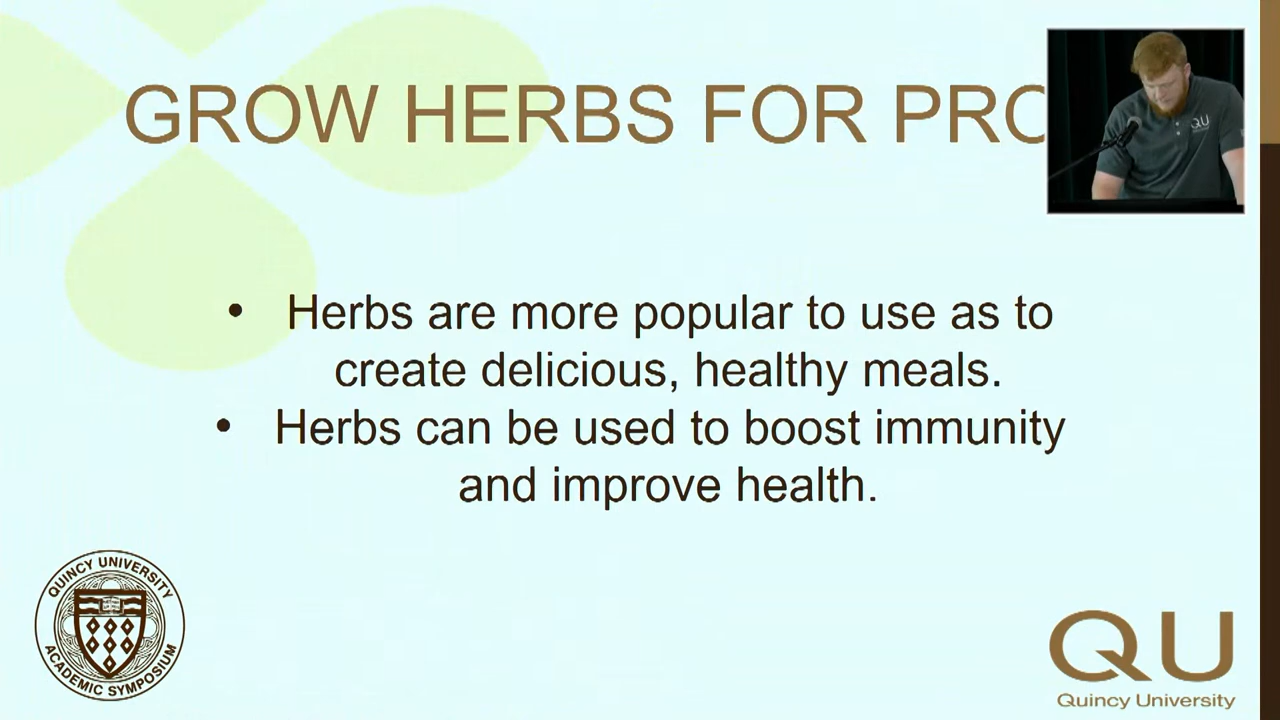 GROW HERBS FOR PRO
QU
• Herbs are more popular to use as to
create delicious, healthy meals.
• Herbs can be used to boost immunity
and improve health.
QUINCY UNIVERSITY
ACADEMIC SYMPOSIUM
QU
Quincy University